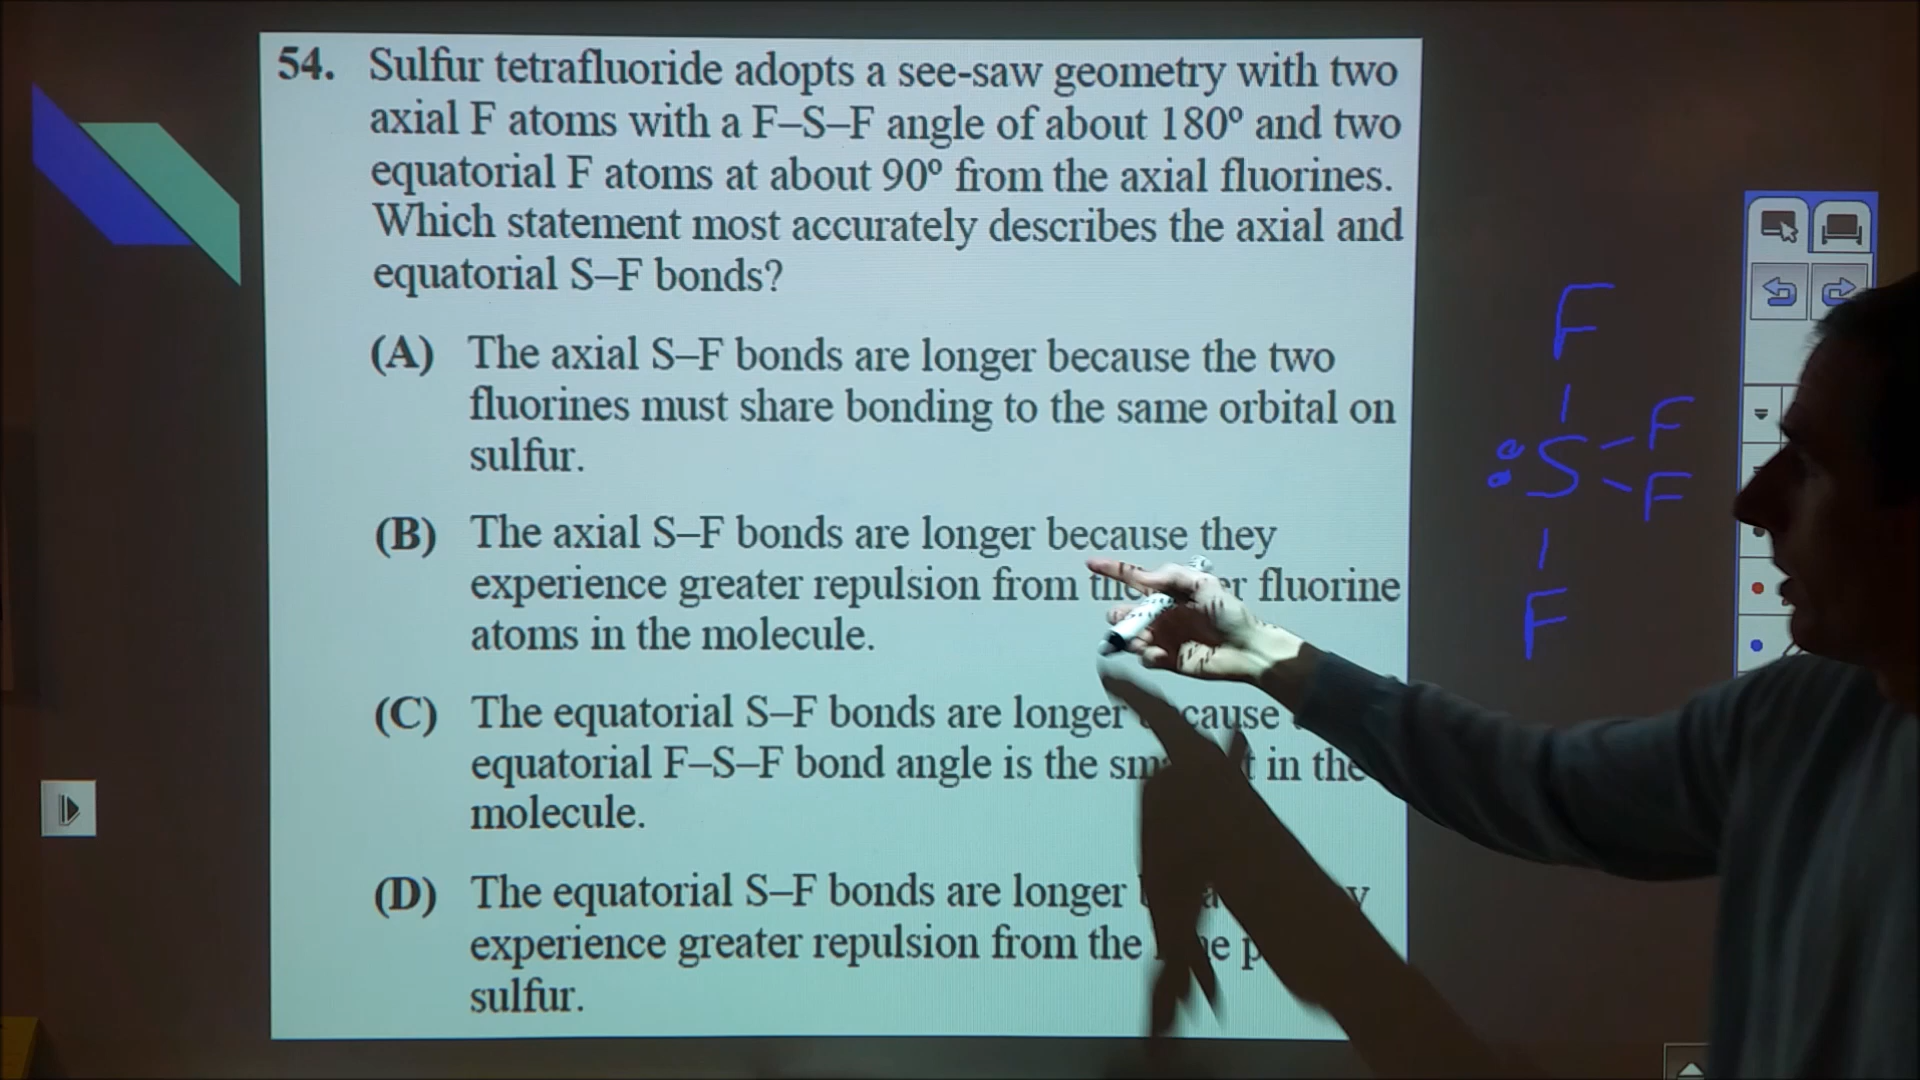 54. Sulfur tetrafluoride adopts a see-saw geometry with two
axial F atoms with a F–S–F angle of about 180º and two
equatorial F atoms at about 90º from the axial fluorines.
Which statement most accurately describes the axial and
equatorial S–F bonds?
(A) The axial S–F bonds are longer because the two
fluorines must share bonding to the same orbital on
sulfur.
(B) The axial S–F bonds are longer because they
experience greater repulsion from fluorine
atoms in the molecule.
(C) The equatorial S–F bonds are longer
equatorial F–S–F bond angle is the in the
molecule.
(D) The equatorial S–F bonds are longer
experience greater repulsion from the
sulfur.
F
F
S
F
F